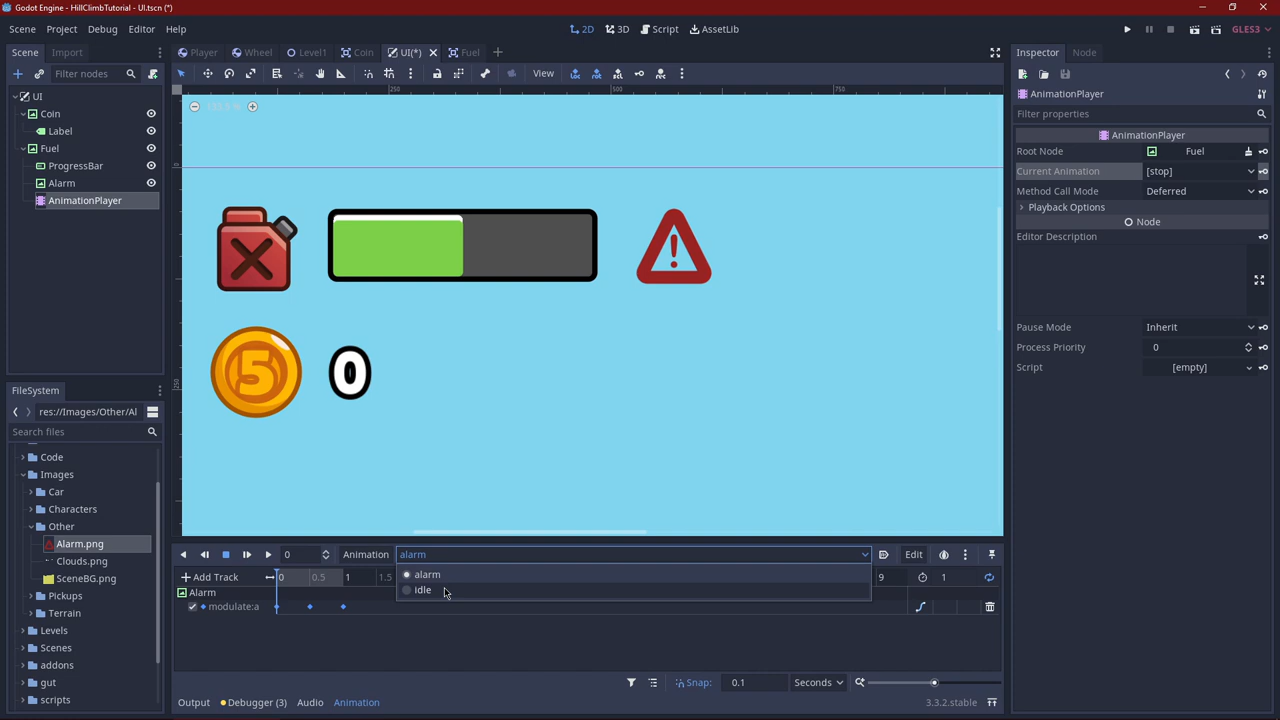 Godot Engine - HillClimbTutorial - UI.tscn (*)
Scene Project Debug Editor Help
2D 3D Script AssetLib
GLES3
Scene Import
Player Wheel Level1 Coin UI(*) Fuel
Inspector Node
Filter nodes
View
AnimationPlayer
Filter properties
UI
Coin
Label
Fuel
ProgressBar
Alarm
AnimationPlayer
250 500 750
0
250
5
0
AnimationPlayer
Root Node Fuel
Current Animation [stop]
Method Call Mode Deferred
Playback Options
Node
Editor Description
Pause Mode Inherit
Process Priority 0
Script [empty]
FileSystem
res://Images/Other/Al
Search files
Code
Images
Car
Characters
Other
Alarm.png
Clouds.png
SceneBG.png
Pickups
Terrain
Levels
Scenes
addons
gut
scripts
0 Animation alarm Edit
alarm
idle
Add Track 0 0.5 1 1.5 9 1
Alarm
modulate:a
Snap: 0.1 Seconds
Output Debugger (3) Audio Animation 3.3.2.stable